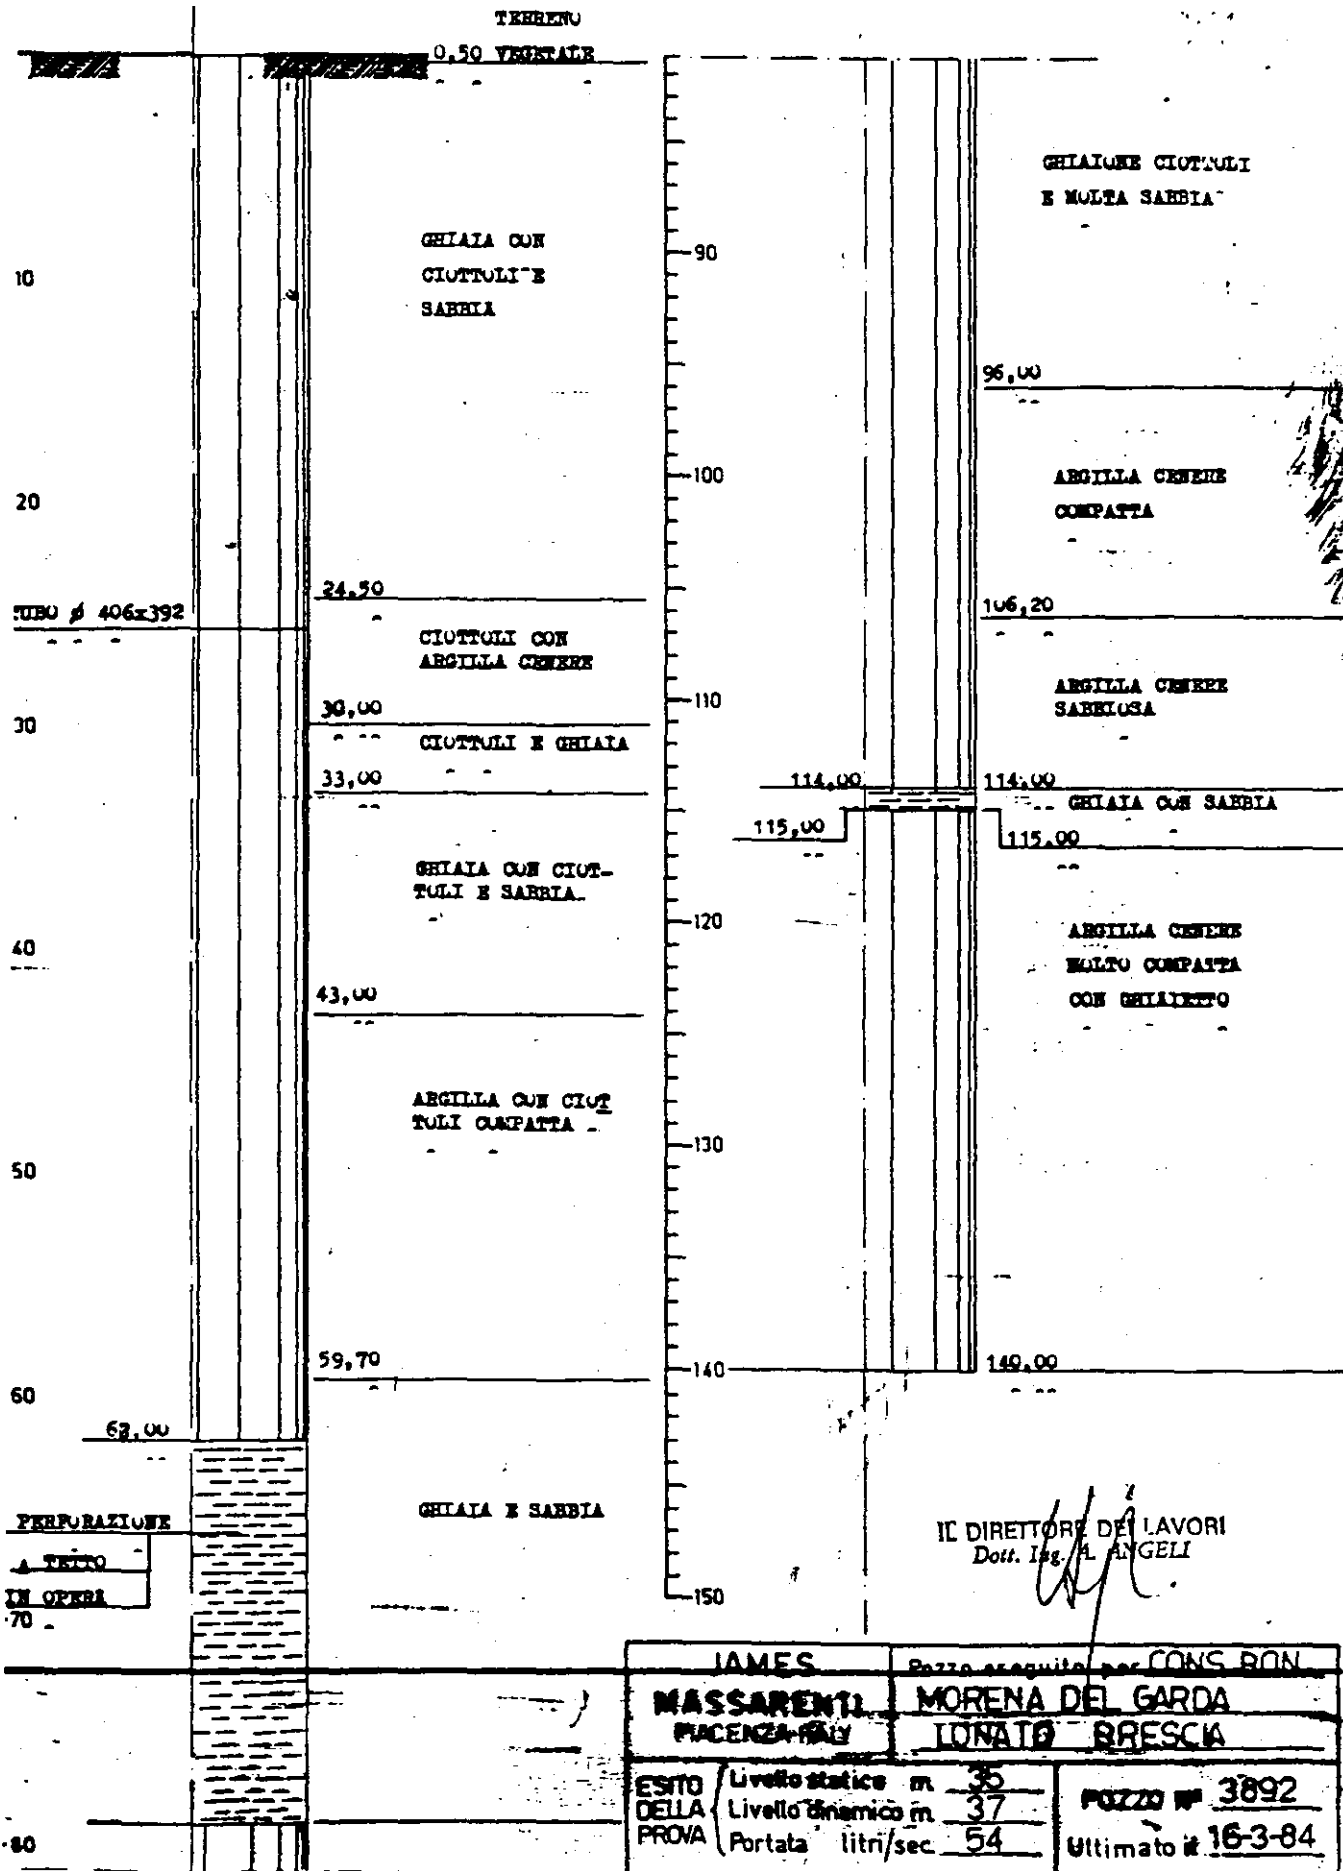 TERRENO
0,50 VEGETALE
GHIAIA CON
CIOTTOLI E
SABBIA
10
20
24,50
TUBO ø 406x392
CIOTTOLI CON
ARGILLA CENERE
30,00
30
CIOTTOLI E GHIAIA
33,00
GHIAIA CON CIOT-
TOLI E SABBIA
40
43,00
ARGILLA CON CIOT
TOLI COMPATTA
50
59,70
60
62,00
GHIAIA E SABBIA
PERFORAZIONE
A TETTO
IN OPERA
70
80
GHIAIONE CIOTTOLI
E MOLTA SABBIA
90
96,00
100
ARGILLA CENERE
COMPATTA
106,20
ARGILLA CENERE
SABBIOSA
110
114,00
114,00
GHIAIA CON SABBIA
115,00
115,00
120
ARGILLA CENERE
MOLTO COMPATTA
CON GHIAIETTO
130
140
140,00
150
IL DIRETTORE DEI LAVORI
Dott. Ing. A. ANGELI
JAMES
MASSARENTI
PIACENZA-ITALY
Pozzo eseguito per CONS BON
MORENA DEL GARDA
LONATO BRESCIA
ESITO DELLA PROVA
Livello statico m. 35
Livello dinamico m. 37
Portata litri/sec. 54
POZZO N° 3892
Ultimato il 16-3-84